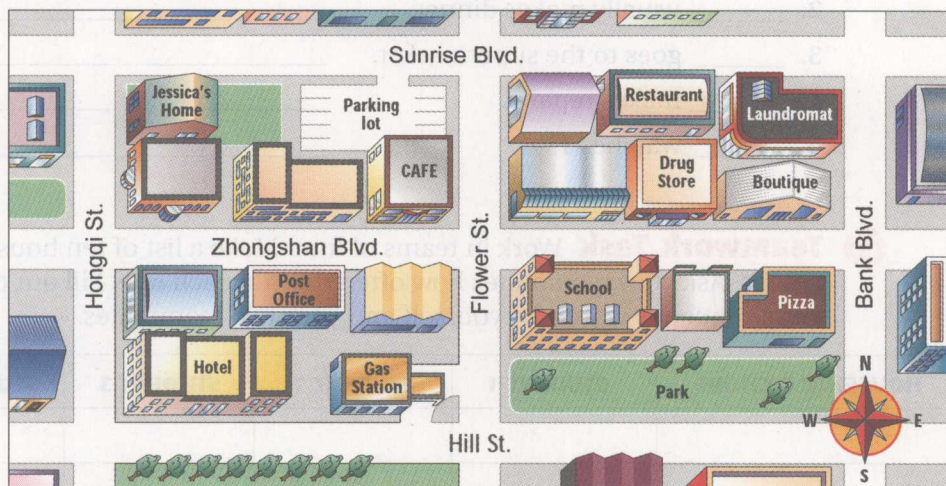 Sunrise Blvd.
Jessica's
Home
Parking
lot
CAFE
Restaurant
Laundromat
Drug
Store
Boutique
Hongqi St.
Zhongshan Blvd.
Flower St.
Bank Blvd.
Post
Office
School
Pizza
Hotel
Gas
Station
Park
Hill St.
N
W
E
S